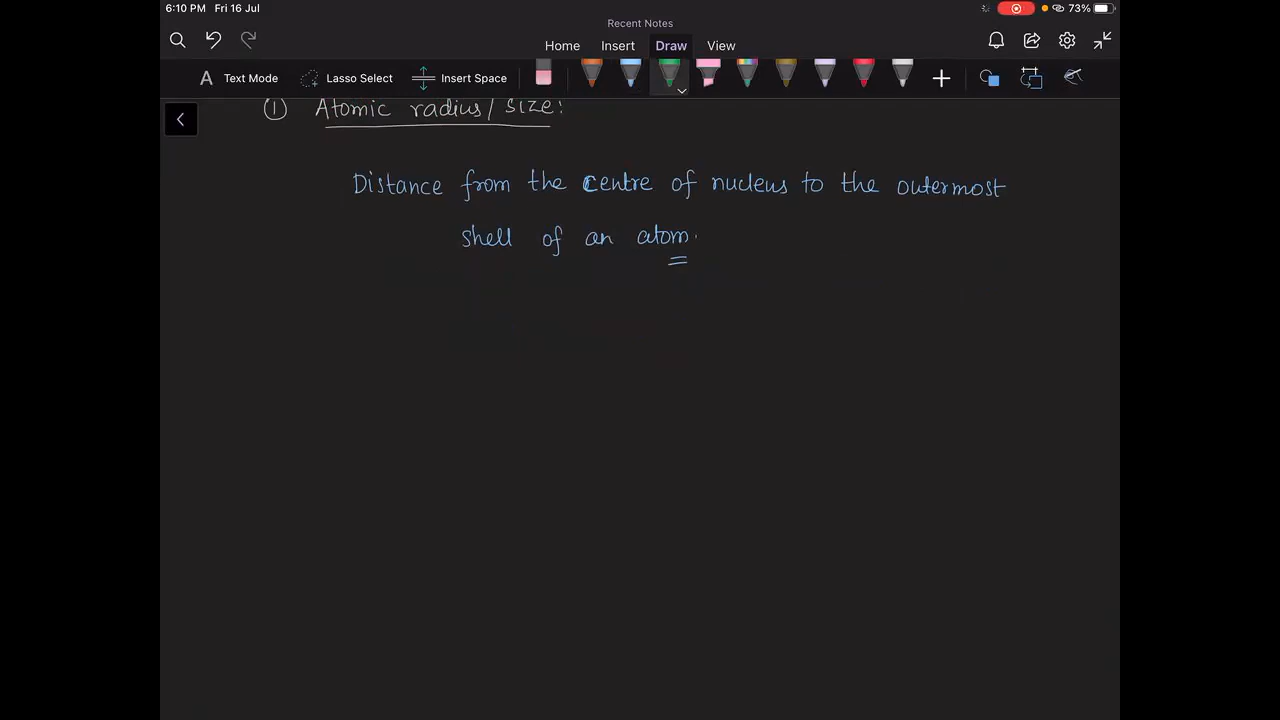 6:10 PM Fri 16 Jul
73%
Recent Notes
Home Insert Draw View
Text Mode Lasso Select Insert Space
① Atomic radius/ size:
Distance from the centre of nucleus to the outermost
shell of an atom.